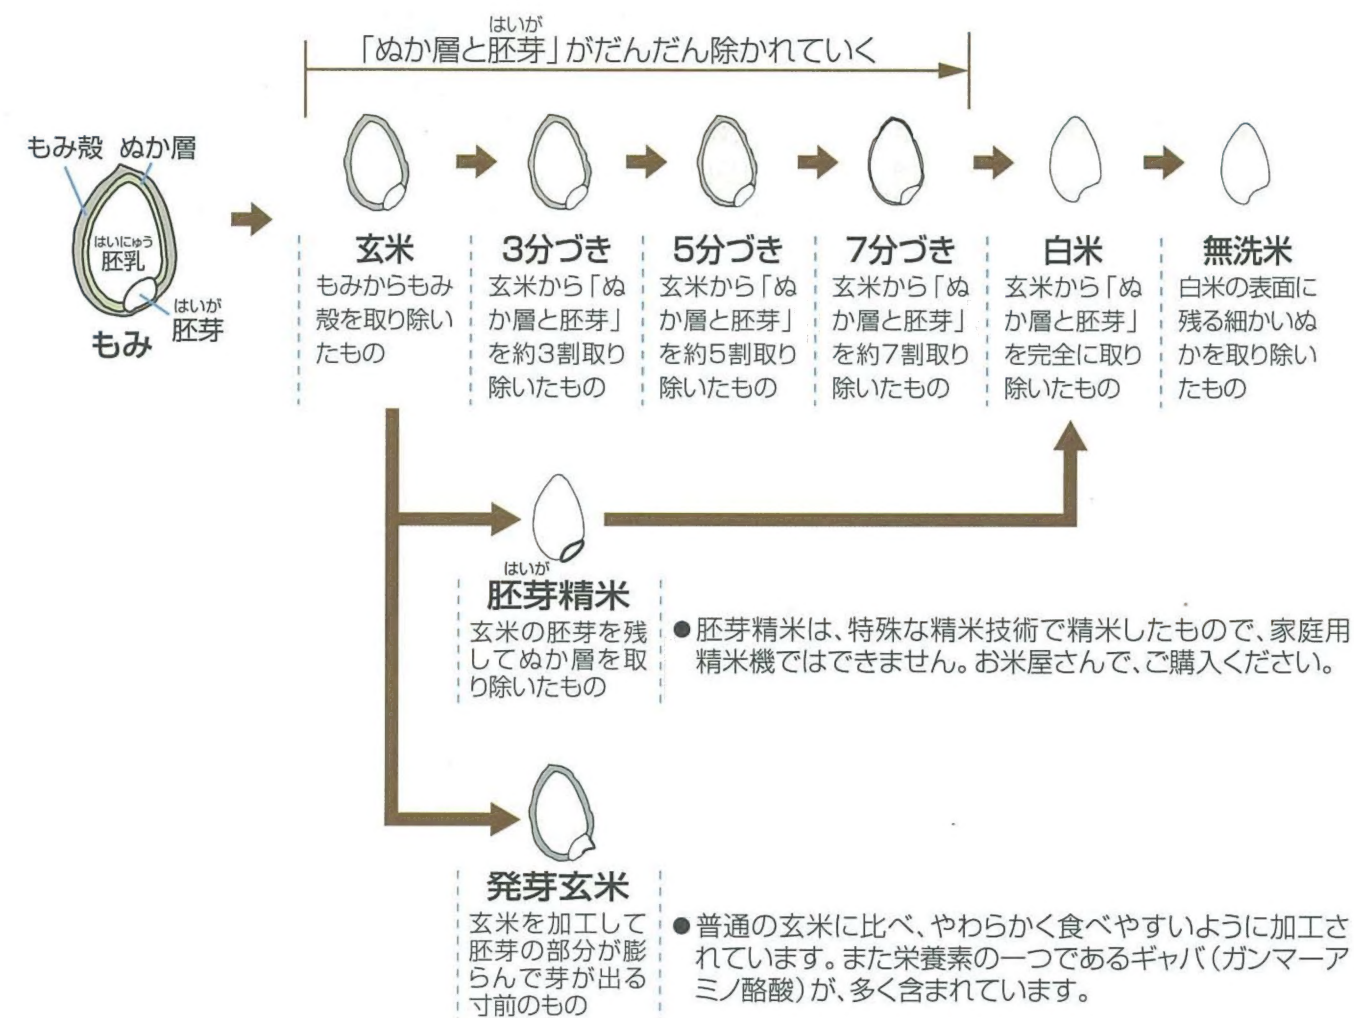 はいが
「ぬか層と胚芽」がだんだん除かれていく
もみ殻 ぬか層
はいにゅう
胚乳
はいが
胚芽
もみ
玄米
もみからもみ
殻を取り除い
たもの
3分づき
玄米から「ぬ
か層と胚芽」
を約3割取り
除いたもの
5分づき
玄米から「ぬ
か層と胚芽」
を約5割取り
除いたもの
7分づき
玄米から「ぬ
か層と胚芽」
を約7割取り
除いたもの
白米
玄米から「ぬ
か層と胚芽」
を完全に取り
除いたもの
無洗米
白米の表面に
残る細かいぬ
かを取り除い
たもの
はいが
胚芽精米
玄米の胚芽を残
してぬか層を取
り除いたもの
●胚芽精米は、特殊な精米技術で精米したもので、家庭用
精米機ではできません。お米屋さんで、ご購入ください。
発芽玄米
玄米を加工して
胚芽の部分が膨
らんで芽が出る
寸前のもの
●普通の玄米に比べ、やわらかく食べやすいように加工さ
れています。また栄養素の一つであるギャバ(ガンマーア
ミノ酪酸)が、多く含まれています。